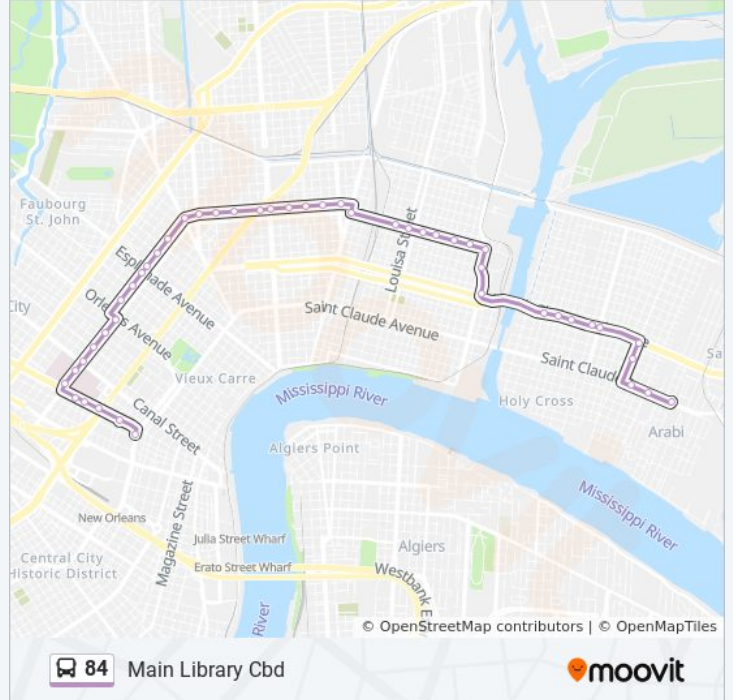 Faubourg
St. John
Louisa Street
Esplanade Avenue
Orleans Avenue
City
Saint Claude Avenue
Saint Claud
Sa
Vieux Carre
Mississippi River
Holy Cross
Canal Street
Arabi
Algiers Point
Mississippi River
New Orleans
Magazine Street
Julia Street Wharf
Algiers
Central City
Historic District
Erato Street Wharf
Westbank E
River
© OpenStreetMap contributors | © OpenMapTiles
84 Main Library Cbd
moovit